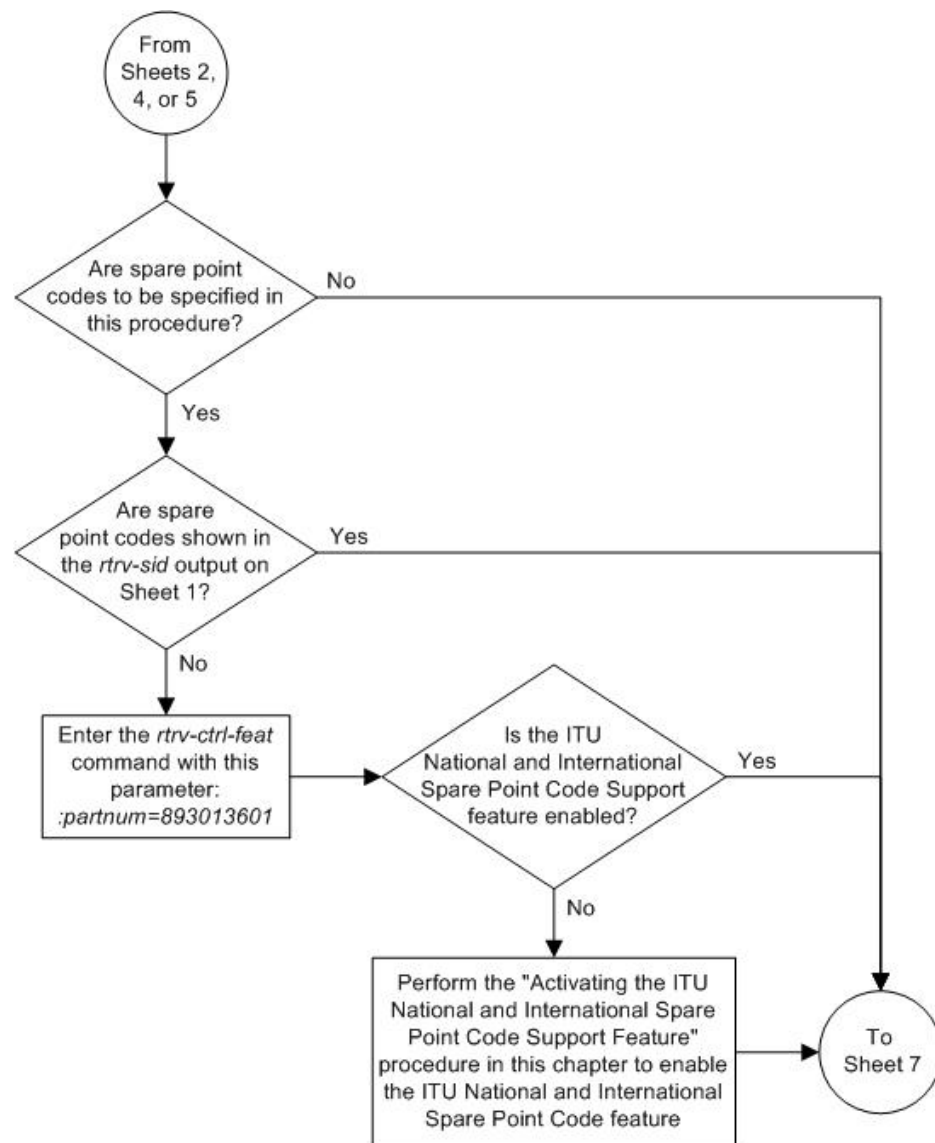 From
Sheets 2,
4, or 5
Are spare point
codes to be specified in
this procedure?
No
Yes
Are spare
point codes shown in
the rtrv-sid output on
Sheet 1?
Yes
No
Enter the rtrv-ctrl-feat
command with this
parameter:
:partnum=893013601
Is the ITU
National and International
Spare Point Code Support
feature enabled?
Yes
No
Perform the "Activating the ITU
National and International Spare
Point Code Support Feature"
procedure in this chapter to enable
the ITU National and International
Spare Point Code feature
To
Sheet 7